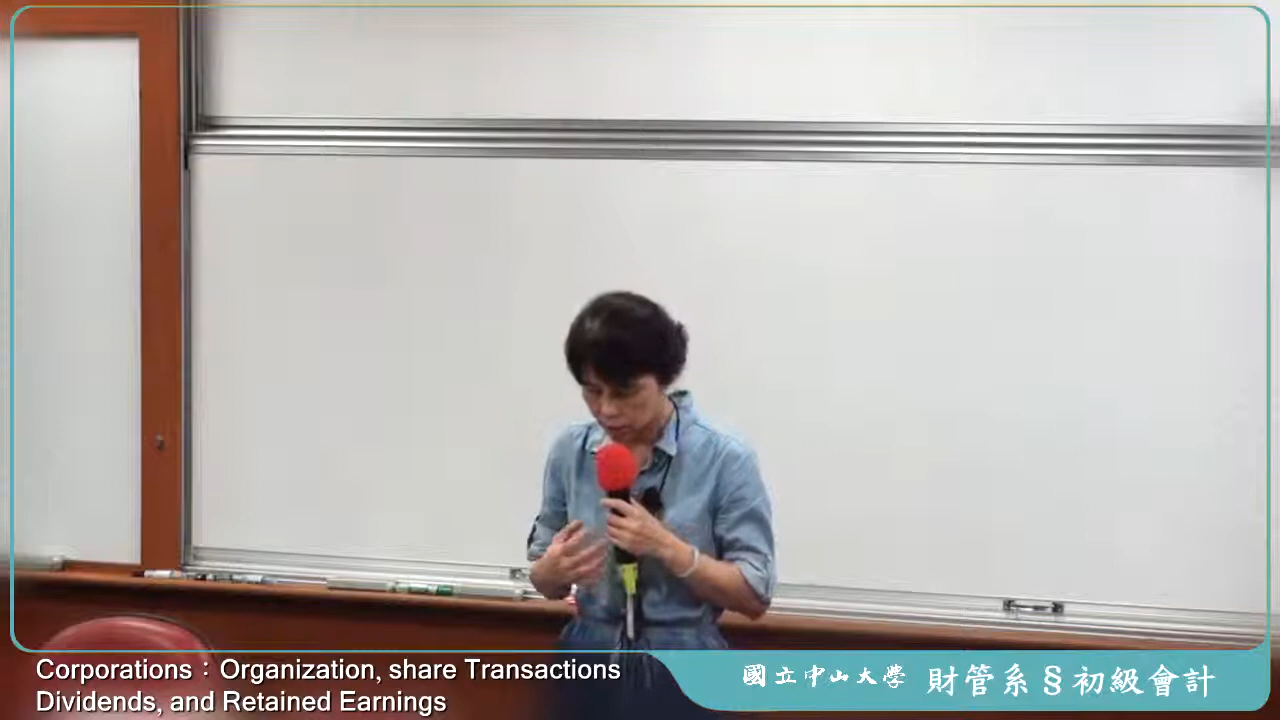 Corporations：Organization, share Transactions
Dividends, and Retained Earnings
國立中山大學 財管系§初級會計